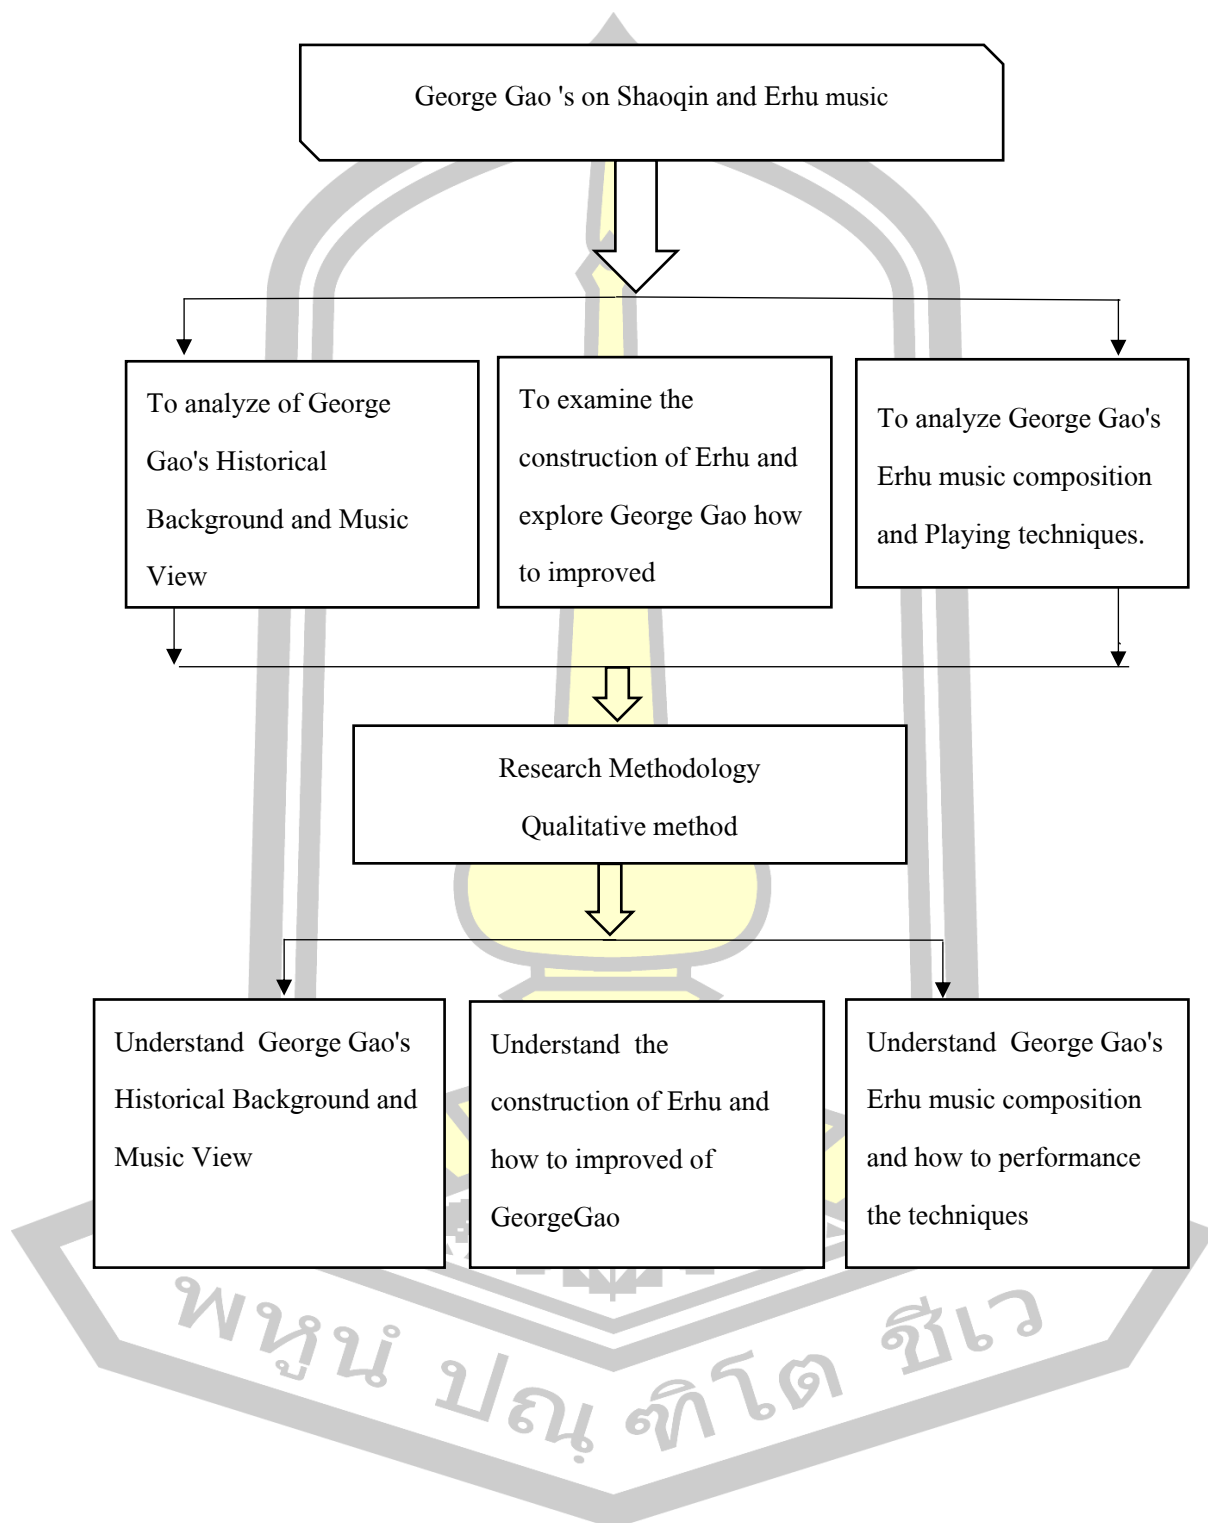 George Gao 's on Shaoqin and Erhu music
To analyze of George
Gao's Historical
Background and Music
View
To examine the
construction of Erhu and
explore George Gao how
to improved
To analyze George Gao's
Erhu music composition
and Playing techniques.
Research Methodology
Qualitative method
Understand George Gao's
Historical Background and
Music View
Understand the
construction of Erhu and
how to improved of
GeorgeGao
Understand George Gao's
Erhu music composition
and how to performance
the techniques
พหูนํ ปณฺ ฑิโต ชีเว